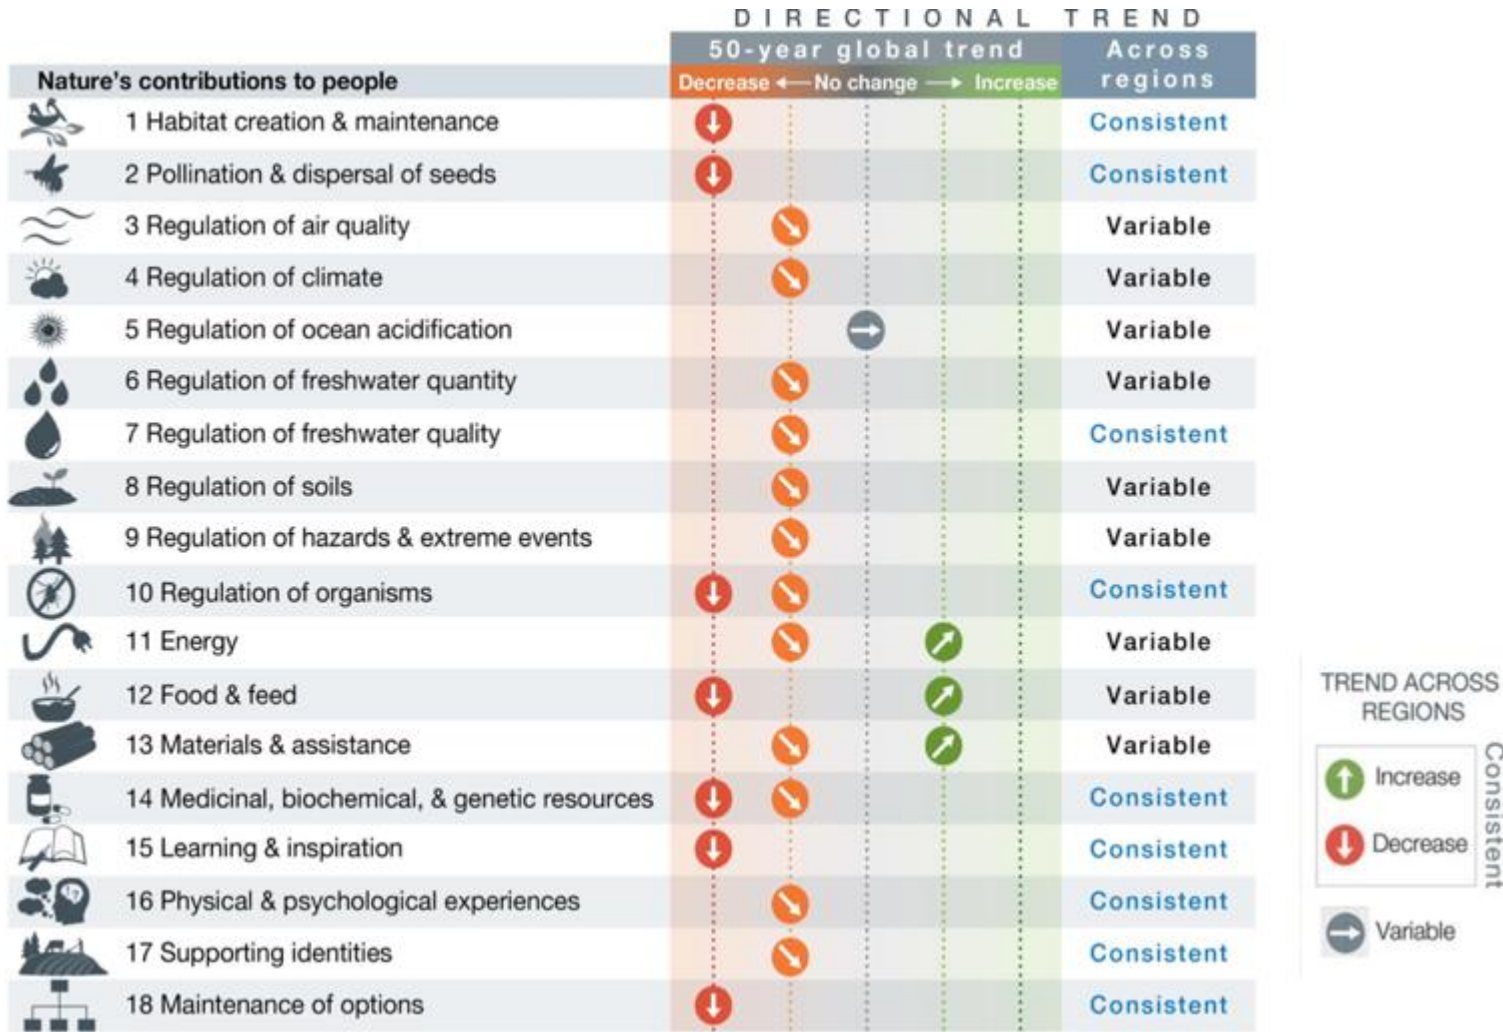 DIRECTIONAL TREND
50-year global trend
Across regions
Nature's contributions to people
Decrease No change Increase
1 Habitat creation & maintenance Consistent
2 Pollination & dispersal of seeds Consistent
3 Regulation of air quality Variable
4 Regulation of climate Variable
5 Regulation of ocean acidification Variable
6 Regulation of freshwater quantity Variable
7 Regulation of freshwater quality Consistent
8 Regulation of soils Variable
9 Regulation of hazards & extreme events Variable
10 Regulation of organisms Consistent
11 Energy Variable
12 Food & feed Variable
13 Materials & assistance Variable
14 Medicinal, biochemical, & genetic resources Consistent
15 Learning & inspiration Consistent
16 Physical & psychological experiences Consistent
17 Supporting identities Consistent
18 Maintenance of options Consistent
TREND ACROSS
REGIONS
Increase
Decrease
Consistent
Variable